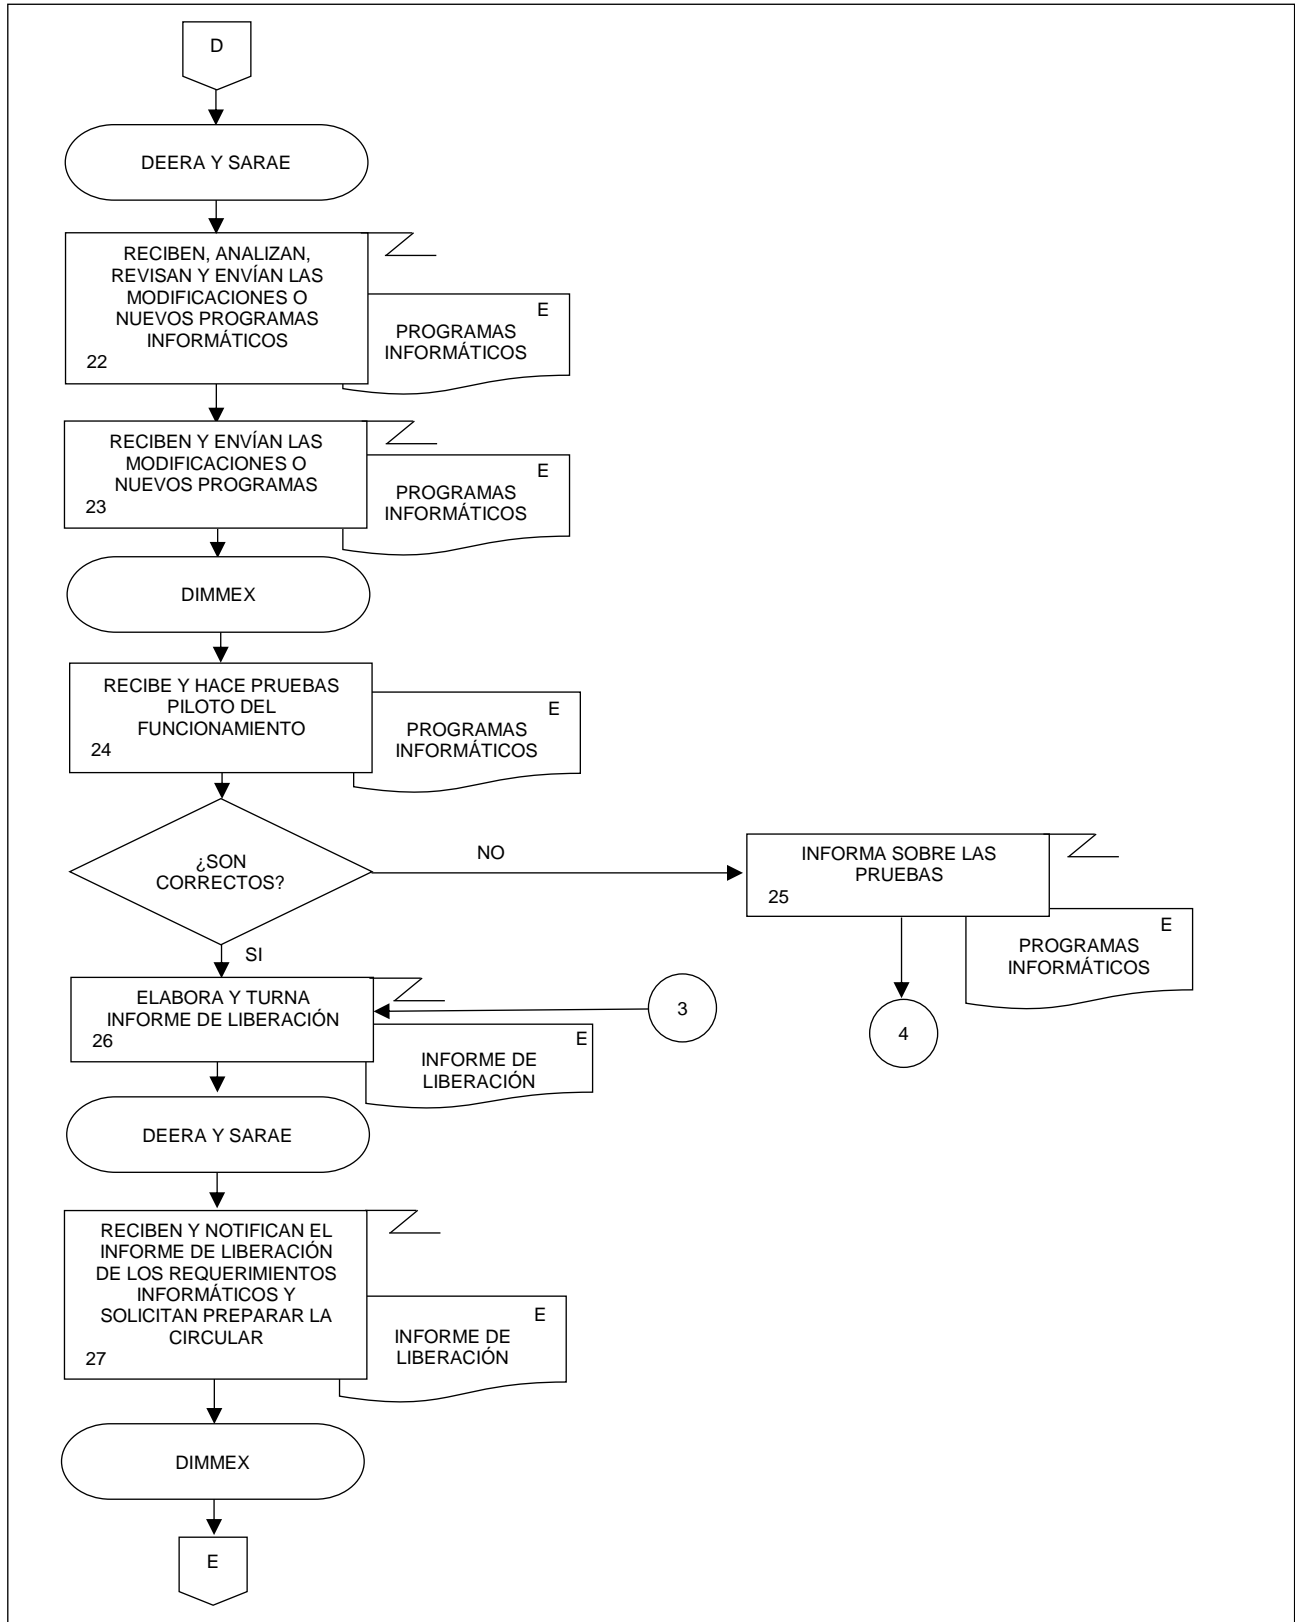 D
DEERA Y SARAE
RECIBEN, ANALIZAN,
REVISAN Y ENVÍAN LAS
MODIFICACIONES O
NUEVOS PROGRAMAS
INFORMÁTICOS
22
E
PROGRAMAS
INFORMÁTICOS
RECIBEN Y ENVÍAN LAS
MODIFICACIONES O
NUEVOS PROGRAMAS
23
E
PROGRAMAS
INFORMÁTICOS
DIMMEX
RECIBE Y HACE PRUEBAS
PILOTO DEL
FUNCIONAMIENTO
24
E
PROGRAMAS
INFORMÁTICOS
¿SON
CORRECTOS?
NO
INFORMA SOBRE LAS
PRUEBAS
25
E
PROGRAMAS
INFORMÁTICOS
4
SI
ELABORA Y TURNA
INFORME DE LIBERACIÓN
26
3
E
INFORME DE
LIBERACIÓN
DEERA Y SARAE
RECIBEN Y NOTIFICAN EL
INFORME DE LIBERACIÓN
DE LOS REQUERIMIENTOS
INFORMÁTICOS Y
SOLICITAN PREPARAR LA
CIRCULAR
27
E
INFORME DE
LIBERACIÓN
DIMMEX
E